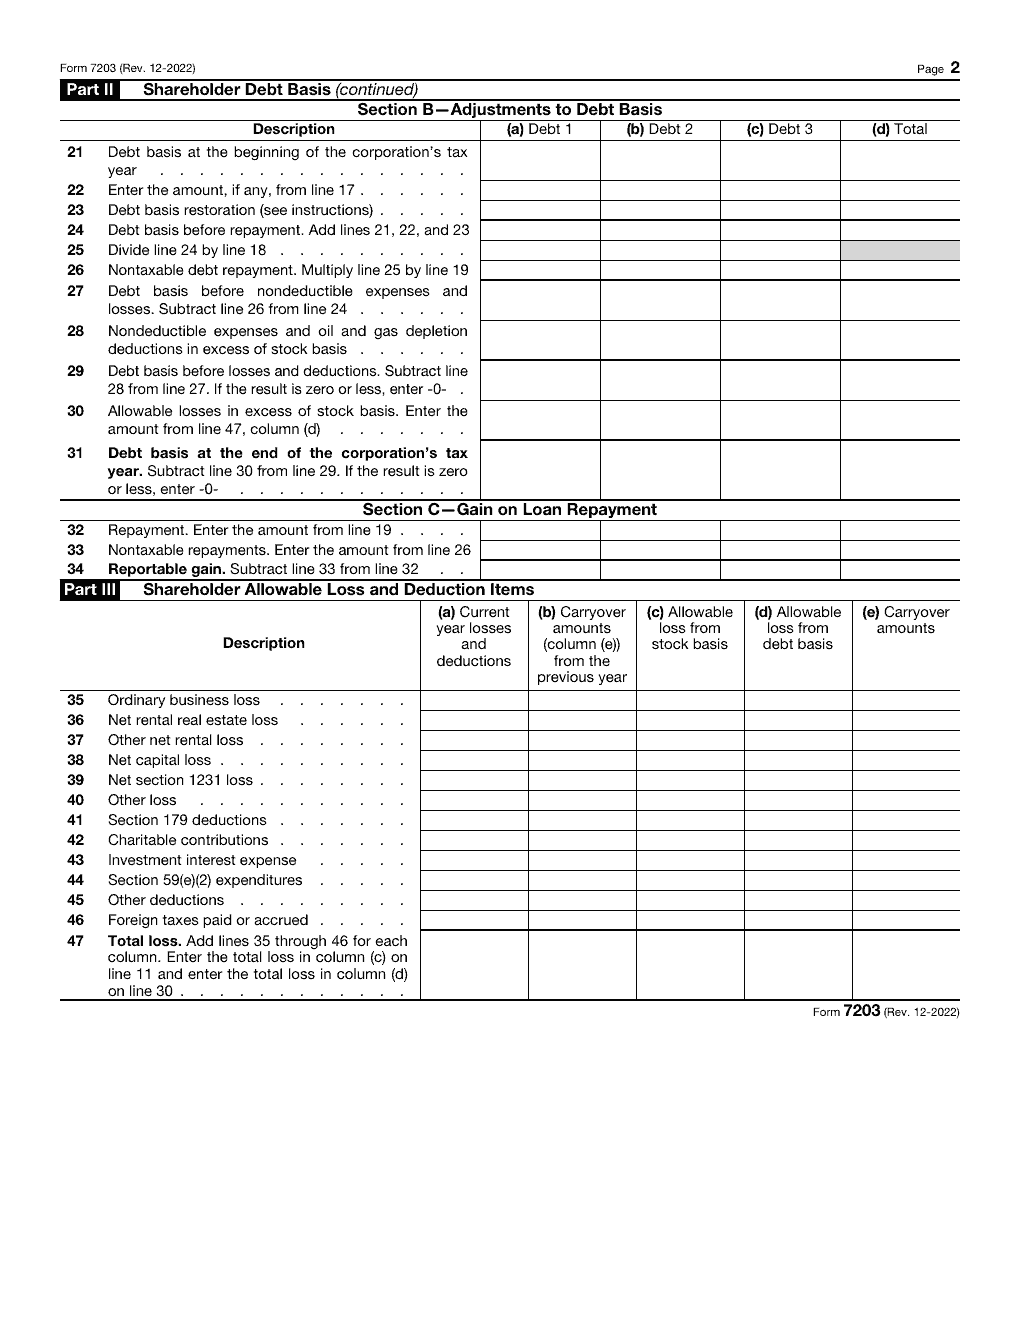 Form 7203 (Rev. 12-2022) Page 2
Part II Shareholder Debt Basis (continued)
Section B—Adjustments to Debt Basis
Description (a) Debt 1 (b) Debt 2 (c) Debt 3 (d) Total
21 Debt basis at the beginning of the corporation's tax
year . . . . . . . . . . . . . . . .
22 Enter the amount, if any, from line 17 . . . . . .
23 Debt basis restoration (see instructions) . . . . .
24 Debt basis before repayment. Add lines 21, 22, and 23
25 Divide line 24 by line 18 . . . . . . . . . .
26 Nontaxable debt repayment. Multiply line 25 by line 19
27 Debt basis before nondeductible expenses and
losses. Subtract line 26 from line 24 . . . . . .
28 Nondeductible expenses and oil and gas depletion
deductions in excess of stock basis . . . . . .
29 Debt basis before losses and deductions. Subtract line
28 from line 27. If the result is zero or less, enter -0- .
30 Allowable losses in excess of stock basis. Enter the
amount from line 47, column (d) . . . . . . .
31 Debt basis at the end of the corporation's tax
year. Subtract line 30 from line 29. If the result is zero
or less, enter -0- . . . . . . . . . . . .
Section C—Gain on Loan Repayment
32 Repayment. Enter the amount from line 19 . . . .
33 Nontaxable repayments. Enter the amount from line 26
34 Reportable gain. Subtract line 33 from line 32 . .
Part III Shareholder Allowable Loss and Deduction Items
Description (a) Current (b) Carryover (c) Allowable (d) Allowable (e) Carryover
year losses amounts loss from loss from amounts
and (column (e)) stock basis debt basis
deductions from the
previous year
35 Ordinary business loss . . . . . . .
36 Net rental real estate loss . . . . . .
37 Other net rental loss . . . . . . . .
38 Net capital loss . . . . . . . . . .
39 Net section 1231 loss . . . . . . . .
40 Other loss . . . . . . . . . . .
41 Section 179 deductions . . . . . . .
42 Charitable contributions . . . . . . .
43 Investment interest expense . . . . .
44 Section 59(e)(2) expenditures . . . . .
45 Other deductions . . . . . . . . .
46 Foreign taxes paid or accrued . . . . .
47 Total loss. Add lines 35 through 46 for each
column. Enter the total loss in column (c) on
line 11 and enter the total loss in column (d)
on line 30 . . . . . . . . . . . .
Form 7203 (Rev. 12-2022)